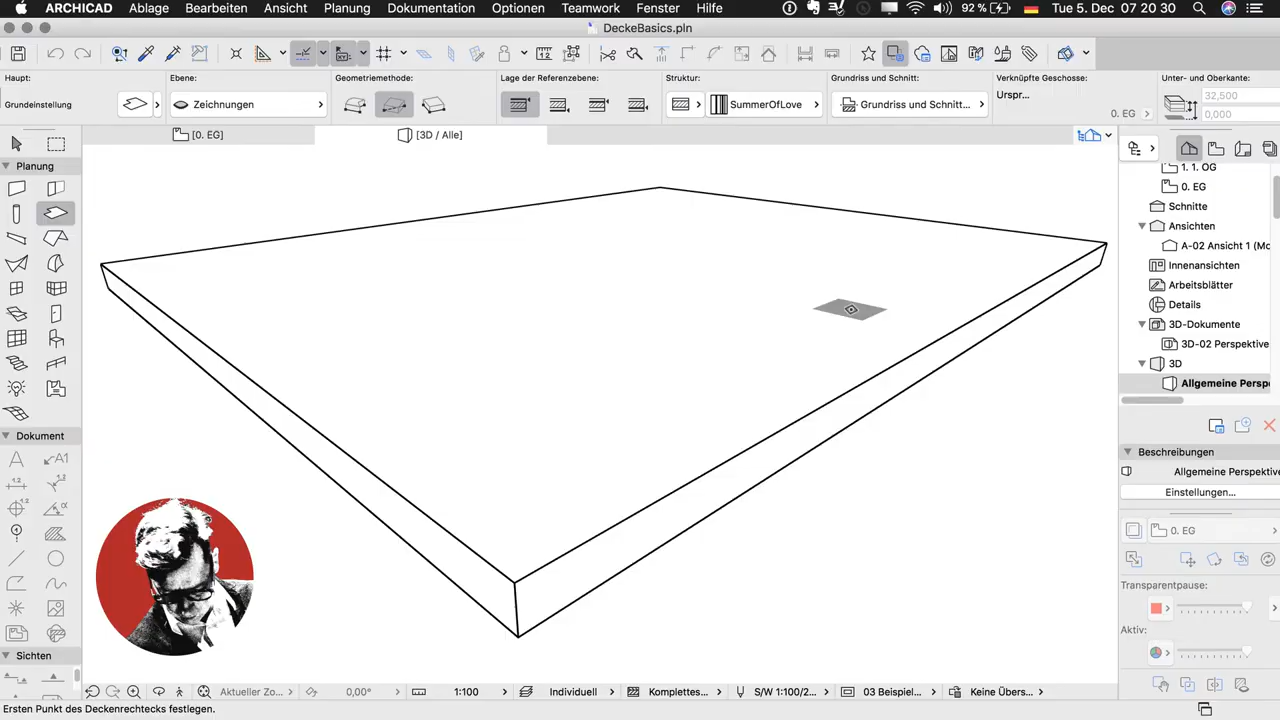 ARCHICAD Ablage Bearbeiten Ansicht Planung Dokumentation Optionen Teamwork Fenster Hilfe 92 % Tue 5. Dec 07 20 30
DeckeBasics.pln
Haupt: Ebene: Geometriemethode: Lage der Referenzebene: Struktur: Grundriss und Schnitt: Verknüpfte Geschosse: Unter- und Oberkante:
Grundeinstellung Zeichnungen SummerOfLove Grundriss und Schnitt... Urspr... 32,500
0. EG 0,000
[0. EG] [3D / Alle]
Planung
1. 1. OG
0. EG
Schnitte
Ansichten
A-02 Ansicht 1 (Mo
Innenansichten
Arbeitsblätter
Details
3D-Dokumente
3D-02 Perspektive
3D
Allgemeine Persp
Dokument
Beschreibungen
Allgemeine Perspektive
Einstellungen...
0. EG
Transparentpause:
Aktiv:
Sichten
Aktueller Zo... 0,00° 1:100 Individuell Komplettes... S/W 1:100/2... 03 Beispiel... Keine Übers...
Ersten Punkt des Deckenrechtecks festlegen.